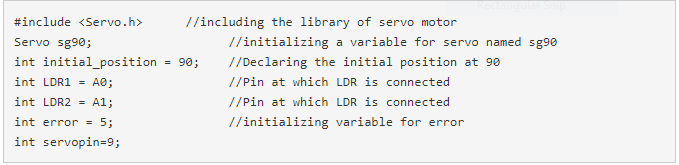 Rectangular Snip
#include <Servo.h>      //including the library of servo motor
Servo sg90;             //initializing a variable for servo named sg90
int initial_position = 90;   //Declaring the initial position at 90
int LDR1 = A0;          //Pin at which LDR is connected
int LDR2 = A1;          //Pin at which LDR is connected
int error = 5;          //initializing variable for error
int servopin=9;